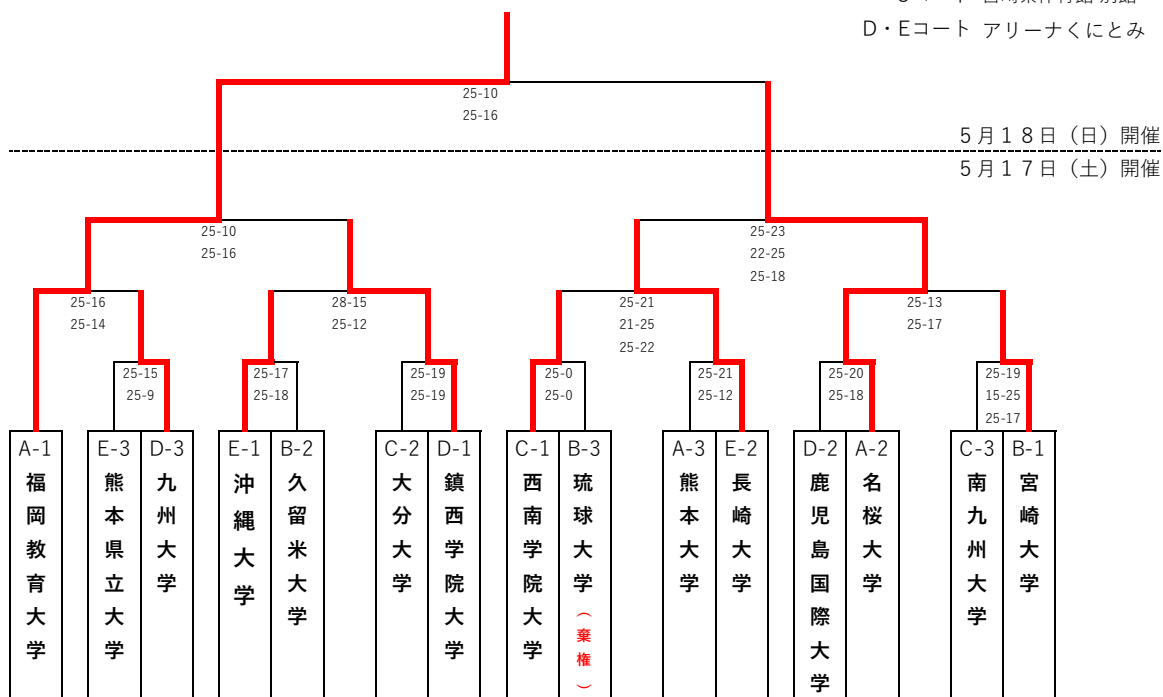 D・Eコート アリーナくにとみ
25-10
25-16
5月18日（日）開催
5月17日（土）開催
25-10
25-16
25-23
22-25
25-18
25-16
25-14
28-15
25-12
25-21
21-25
25-22
25-13
25-17
25-15
25-9
25-17
25-18
25-19
25-19
25-0
25-0
25-21
25-12
25-20
25-18
25-19
15-25
25-17
A-1
福岡教育大学
E-3
熊本県立大学
D-3
九州大学
E-1
沖縄大学
B-2
久留米大学
C-2
大分大学
D-1
鎮西学院大学
C-1
西南学院大学
B-3
琉球大学（棄権）
A-3
熊本大学
E-2
長崎大学
D-2
鹿児島国際大学
A-2
名桜大学
C-3
南九州大学
B-1
宮崎大学